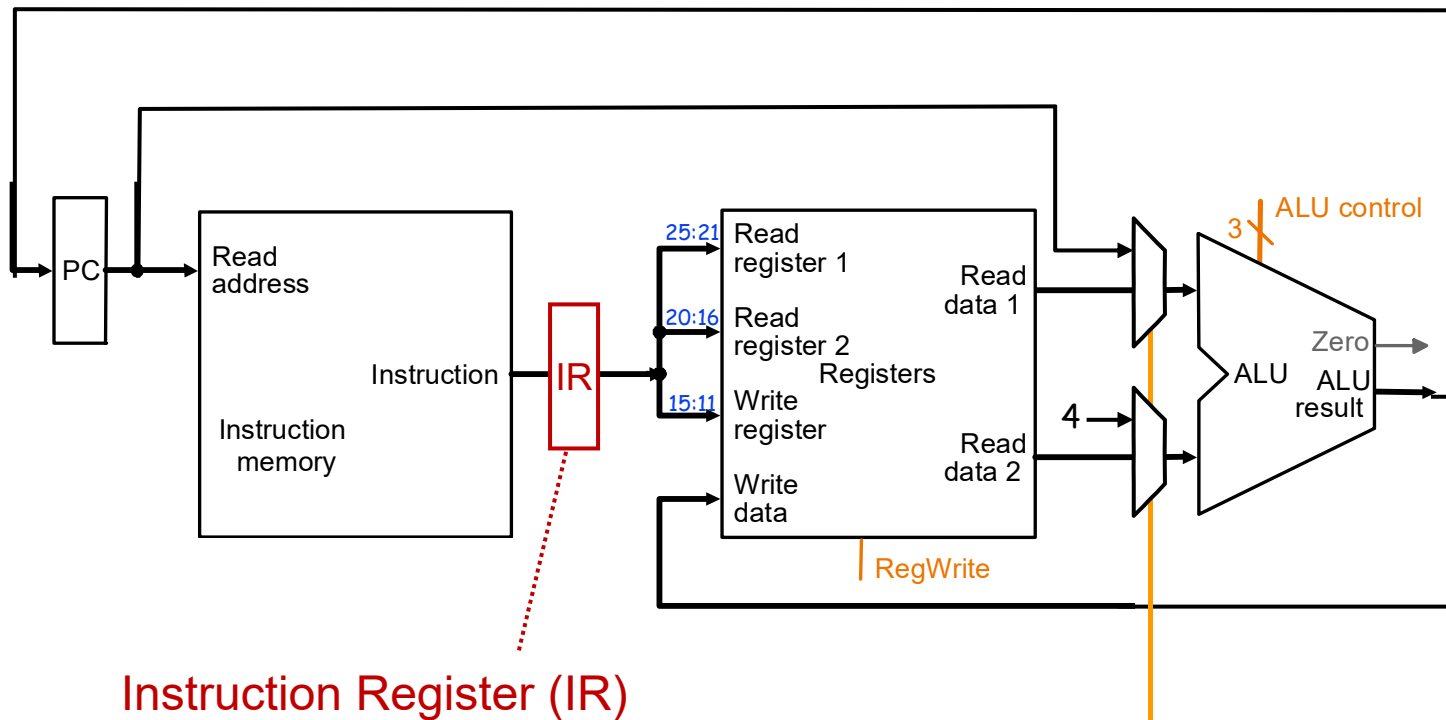 PC
Read
address
Instruction
Instruction
memory
IR
25:21
20:16
15:11
Read
register 1
Read
register 2
Registers
Write
register
Write
data
Read
data 1
Read
data 2
RegWrite
4
3
ALU control
Zero
ALU
ALU
result
Instruction Register (IR)